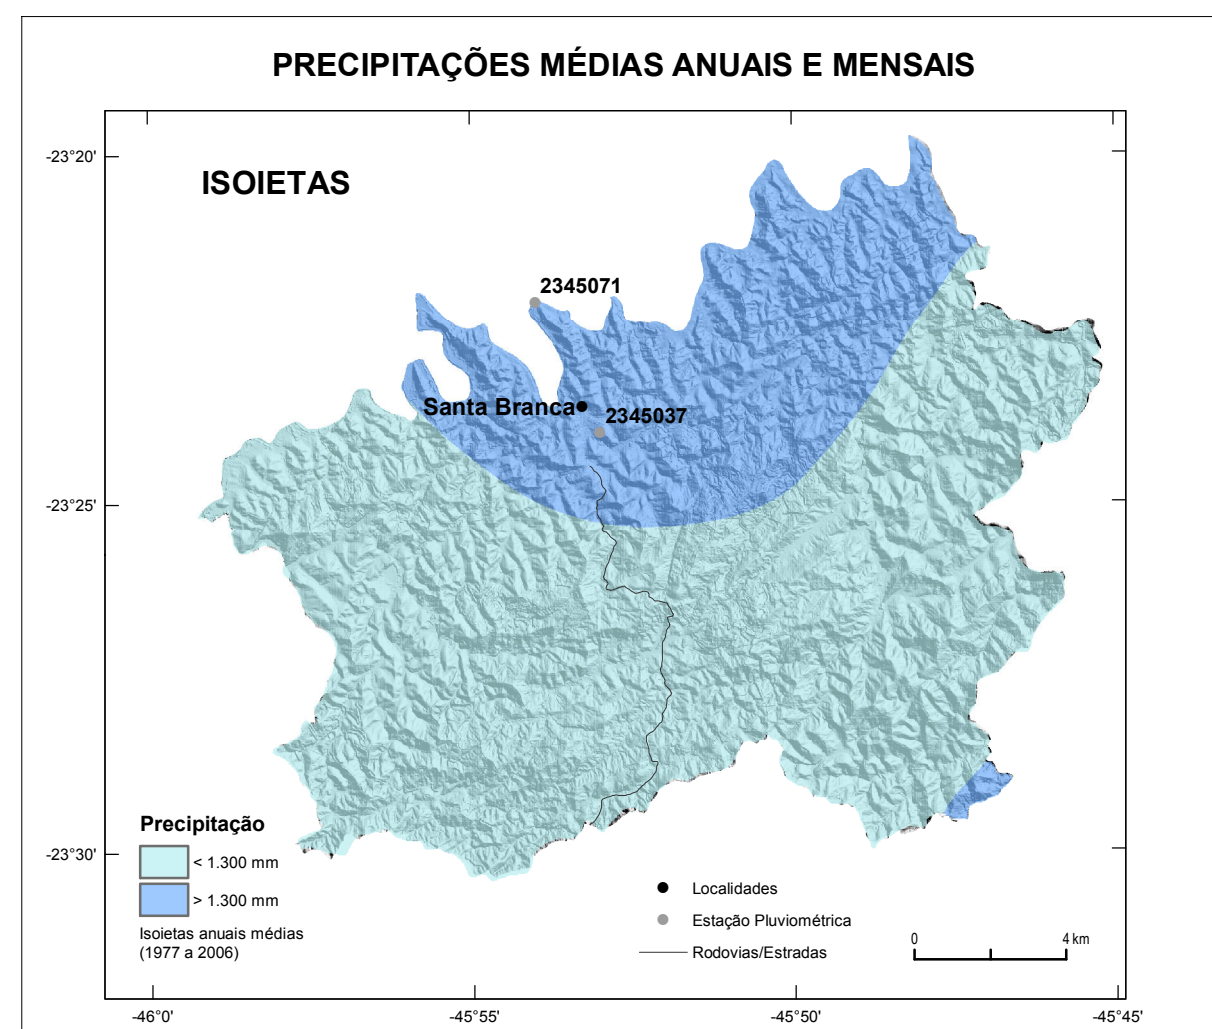 PRECIPITAÇÕES MÉDIAS ANUAIS E MENSAIS
-23°20'
ISOIETAS
2345071
Santa Branca
2345037
-23°25'
Precipitação
-23°30'
< 1.300 mm
> 1.300 mm
Isoietas anuais médias
(1977 a 2006)
Localidades
Estação Pluviométrica
Rodovias/Estradas
0 4 km
-46°0' -45°55' -45°50' -45°45'